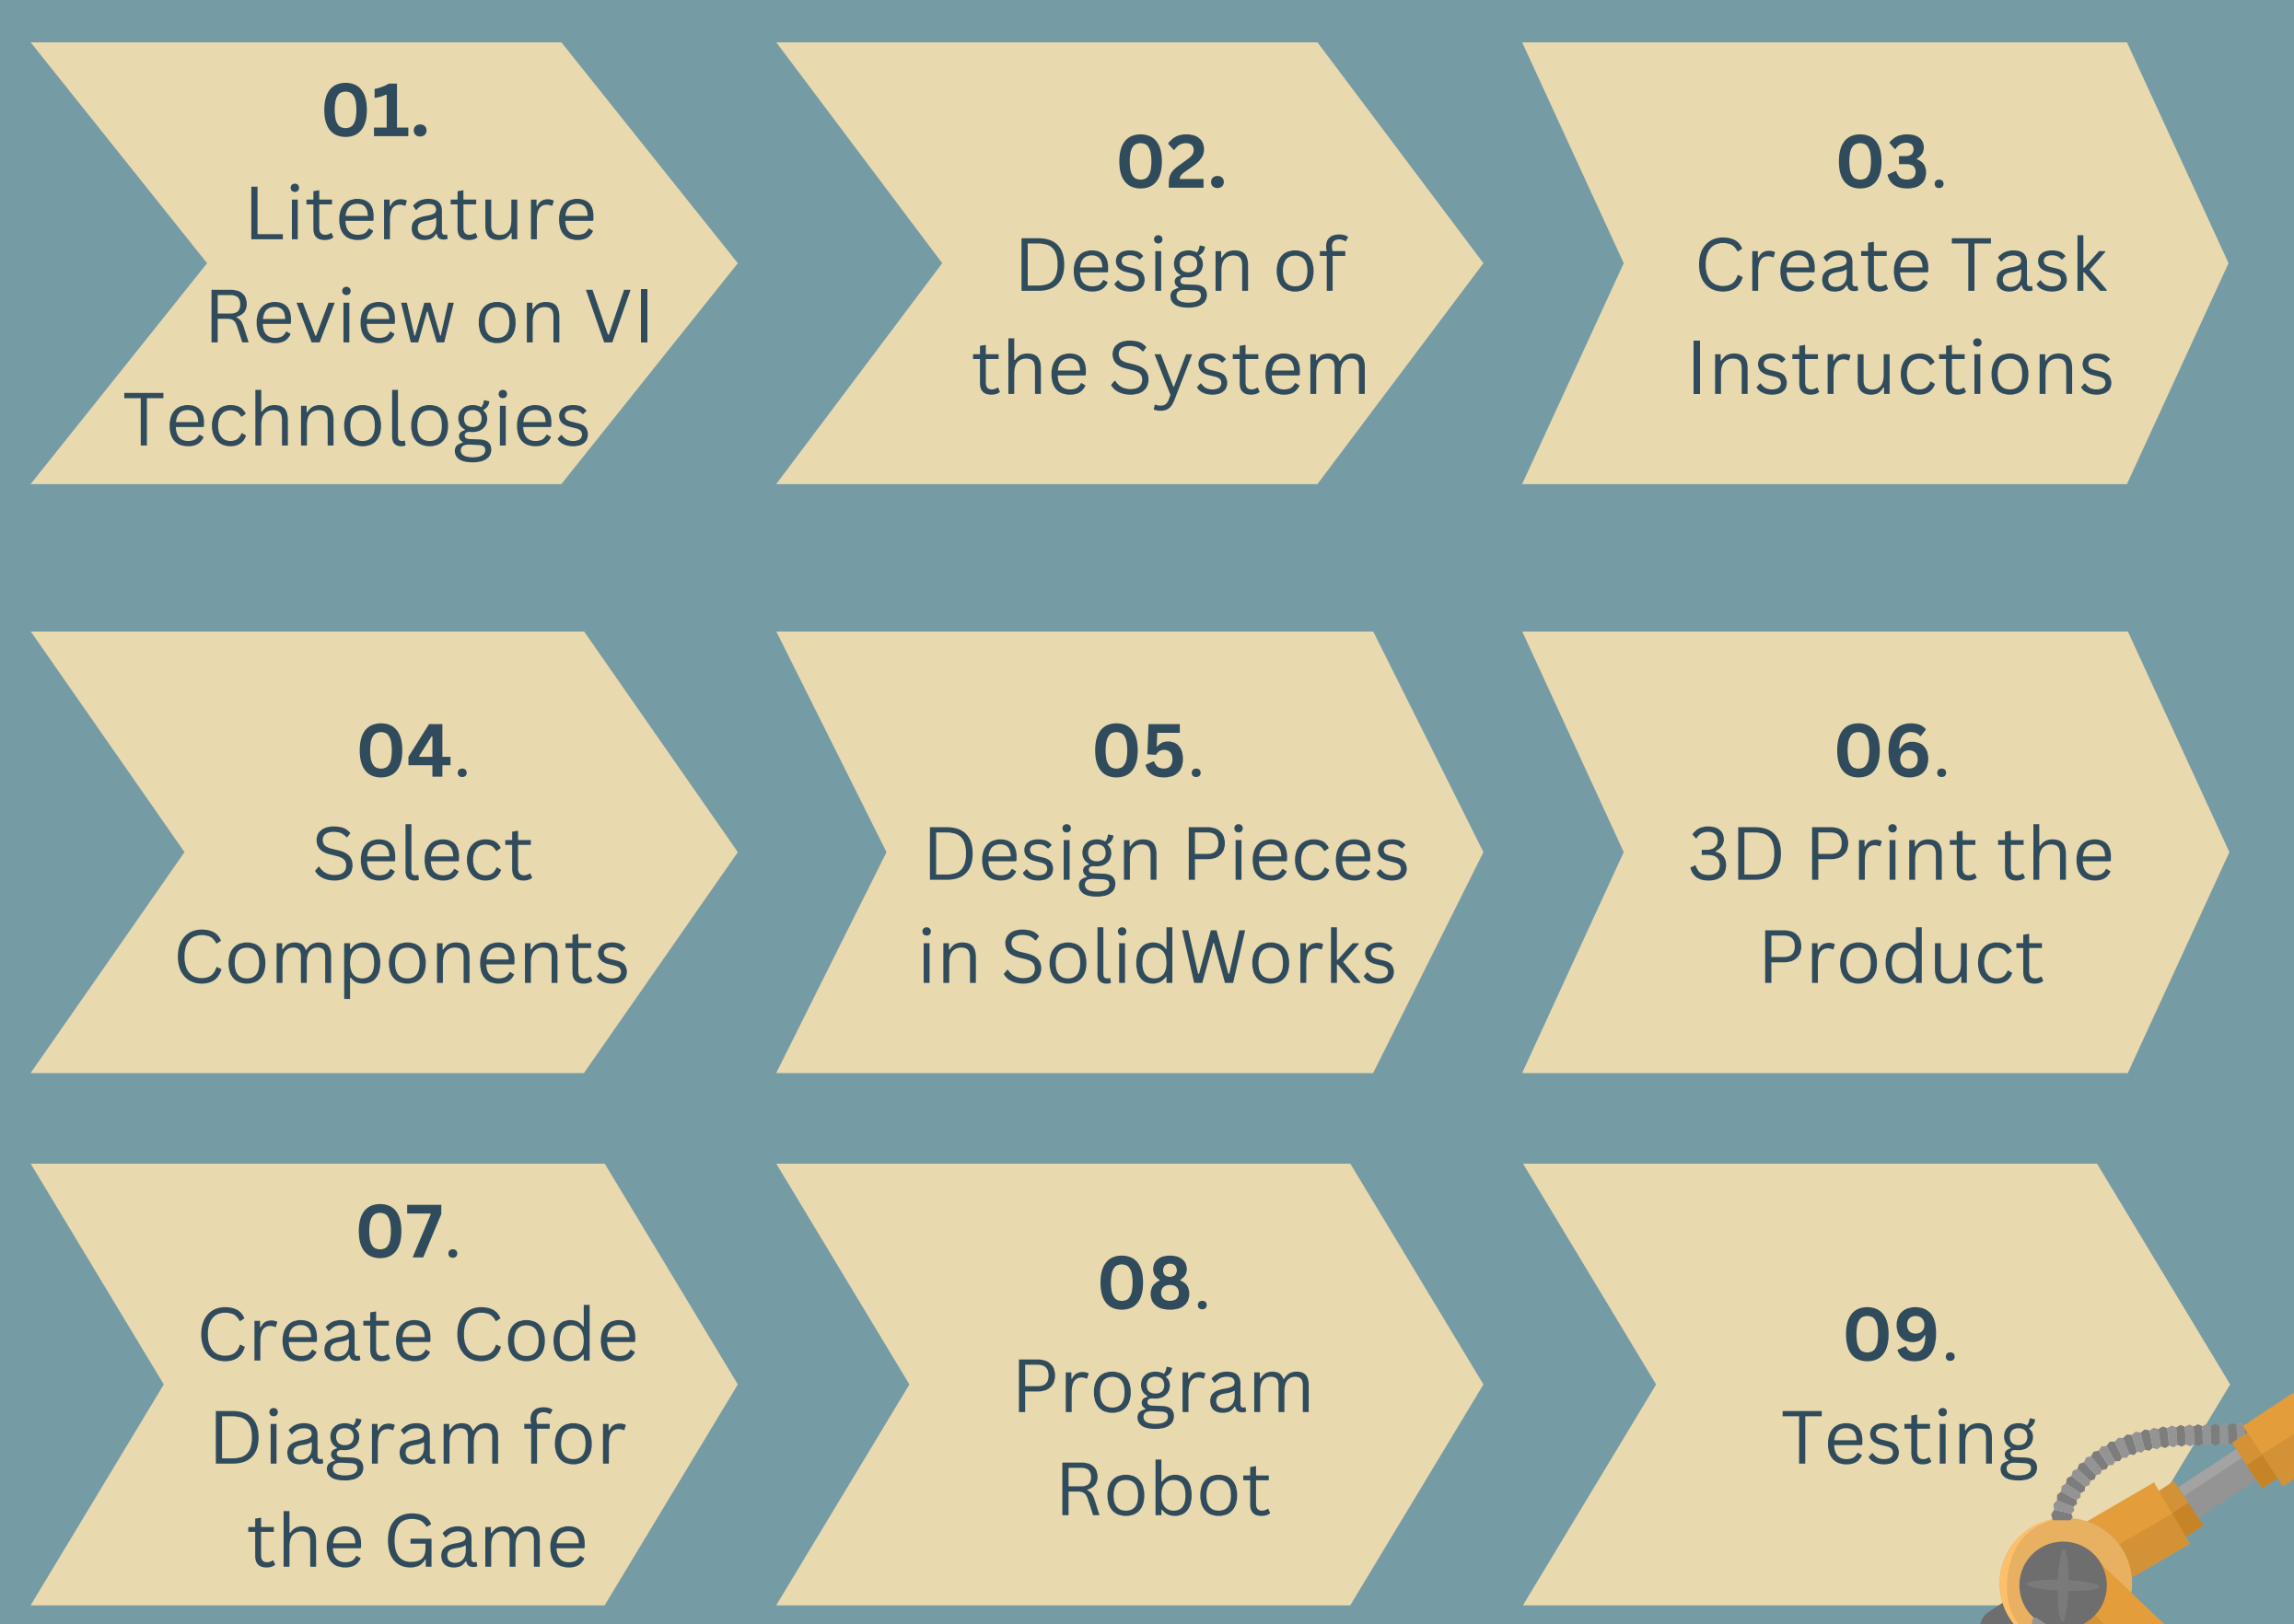 01.
Literature
Review on VI
Technologies
02.
Design of
the System
03.
Create Task
Instructions
04.
Select
Components
05.
Design Pieces
in SolidWorks
06.
3D Print the
Product
07.
Create Code
Diagram for
the Game
08.
Program
Robot
09.
Testing